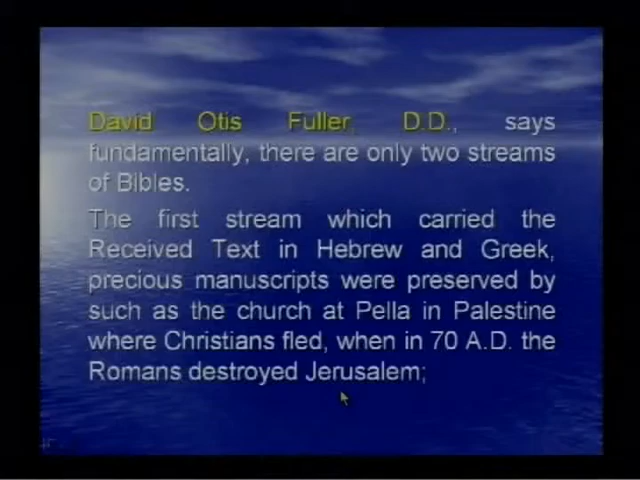 David Otis Fuller, D.D., says
fundamentally, there are only two streams
of Bibles.
The first stream which carried the
Received Text in Hebrew and Greek,
precious manuscripts were preserved by
such as the church at Pella in Palestine
where Christians fled, when in 70 A.D. the
Romans destroyed Jerusalem;